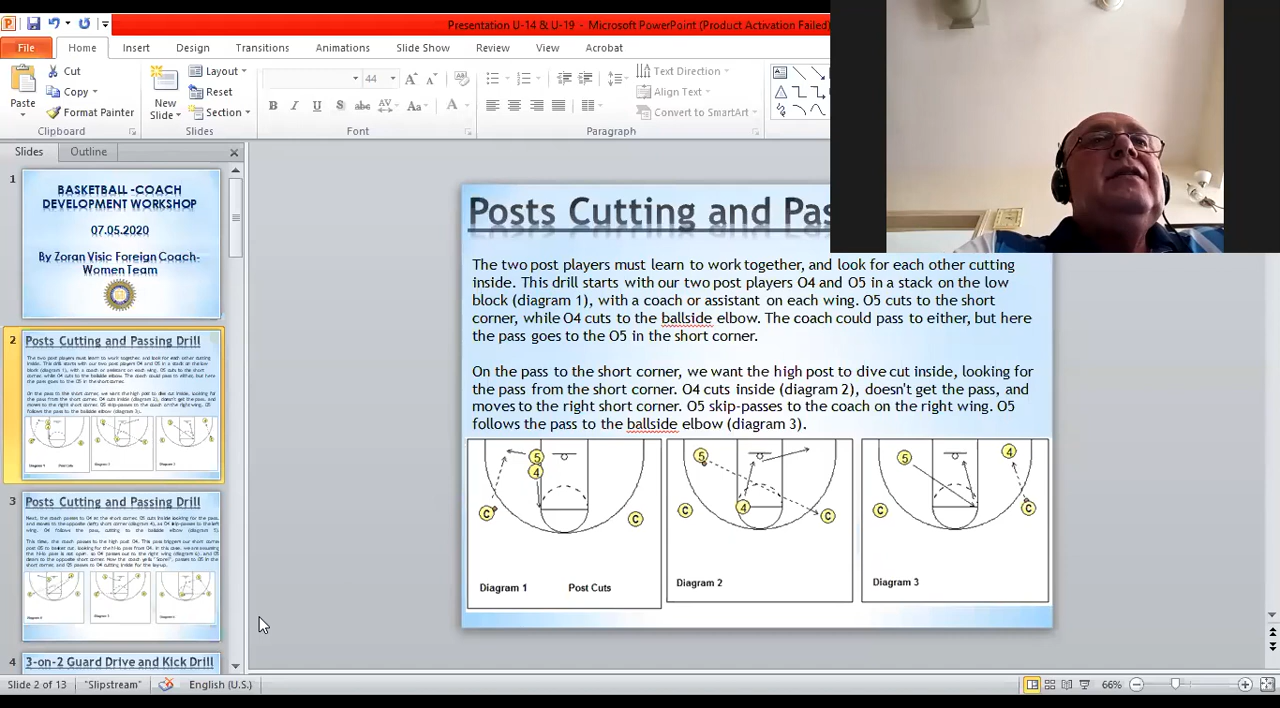 Presentation U-14 & U-19 - Microsoft PowerPoint (Product Activation Failed)
File
Home
Insert
Design
Transitions
Animations
Slide Show
Review
View
Acrobat
Paste
Cut
Copy
Format Painter
Clipboard
New
Slide
Layout
Reset
Section
Slides
44
Font
Text Direction
Align Text
Convert to SmartArt
Paragraph
Slides
Outline
1
BASKETBALL -COACH
DEVELOPMENT WORKSHOP
07.05.2020
By Zoran Visic Foreign Coach-
Women Team
2
Posts Cutting and Passing Drill
3
Posts Cutting and Passing Drill
4
3-on-2 Guard Drive and Kick Drill
Posts Cutting and Pas
The two post players must learn to work together, and look for each other cutting
inside. This drill starts with our two post players O4 and O5 in a stack on the low
block (diagram 1), with a coach or assistant on each wing. O5 cuts to the short
corner, while O4 cuts to the ballside elbow. The coach could pass to either, but here
the pass goes to the O5 in the short corner.
On the pass to the short corner, we want the high post to dive cut inside, looking for
the pass from the short corner. O4 cuts inside (diagram 2), doesn't get the pass, and
moves to the right short corner. O5 skip-passes to the coach on the right wing. O5
follows the pass to the ballside elbow (diagram 3).
5
4
C
C
Diagram 1
Post Cuts
5
4
C
C
Diagram 2
5
4
C
C
Diagram 3
Slide 2 of 13
"Slipstream"
English (U.S.)
66%